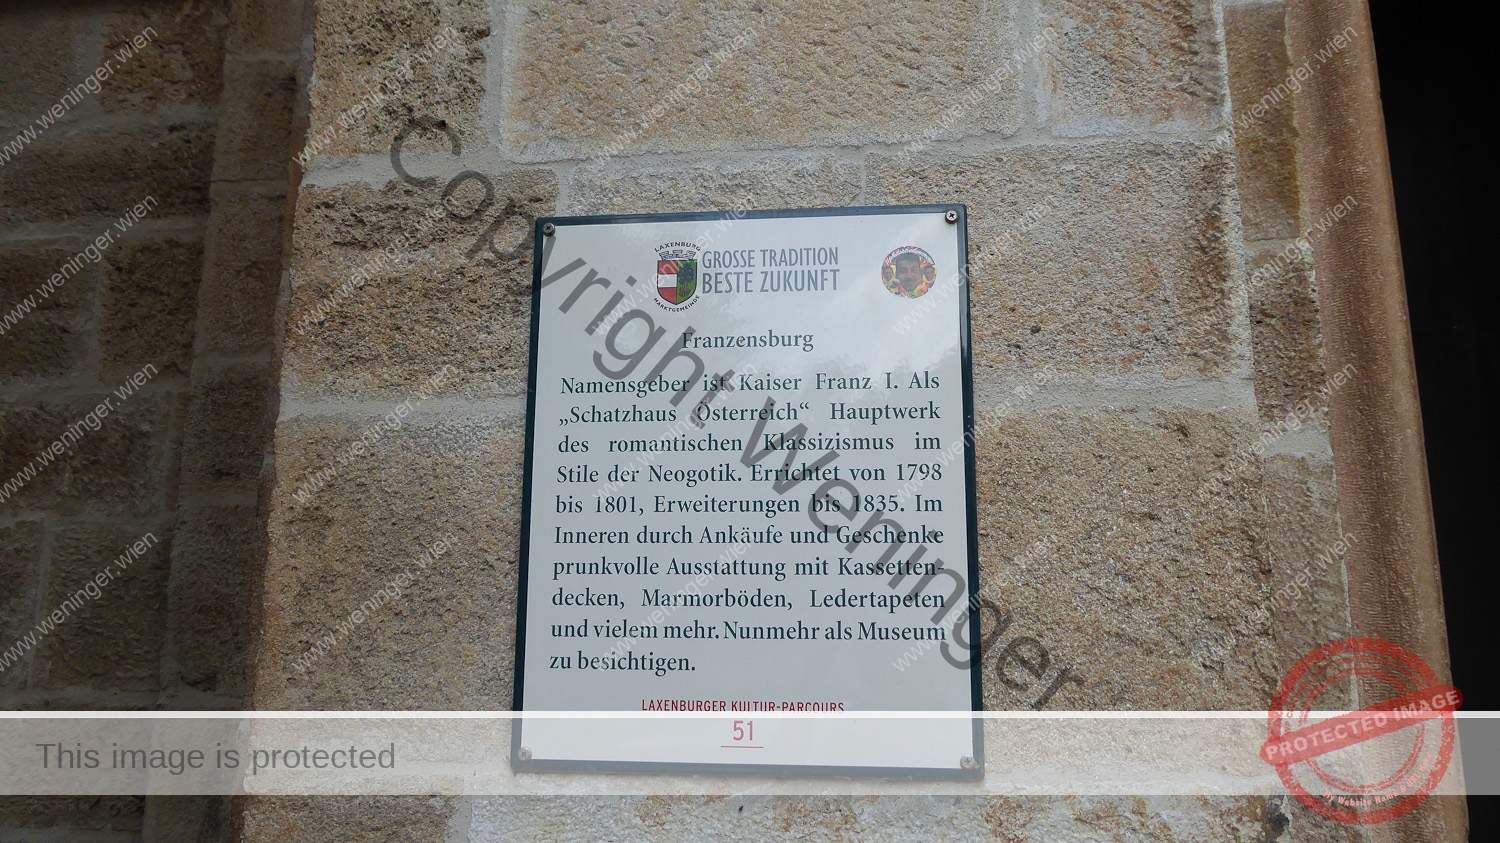 LAXENBURG
MARKTGEMEINDE
GROSSE TRADITION
BESTE ZUKUNFT
Franzensburg
Namensgeber ist Kaiser Franz I. Als
„Schatzhaus Österreich“ Hauptwerk
des romantischen Klassizismus im
Stile der Neogotik. Errichtet von 1798
bis 1801, Erweiterungen bis 1835. Im
Inneren durch Ankäufe und Geschenke
prunkvolle Ausstattung mit Kassetten-
decken, Marmorböden, Ledertapeten
und vielem mehr. Nunmehr als Museum
zu besichtigen.
LAXENBURGER KULTUR-PARCOURS
51
Copyright Weninger
www.weninger.wien
This image is protected
PROTECTED IMAGE